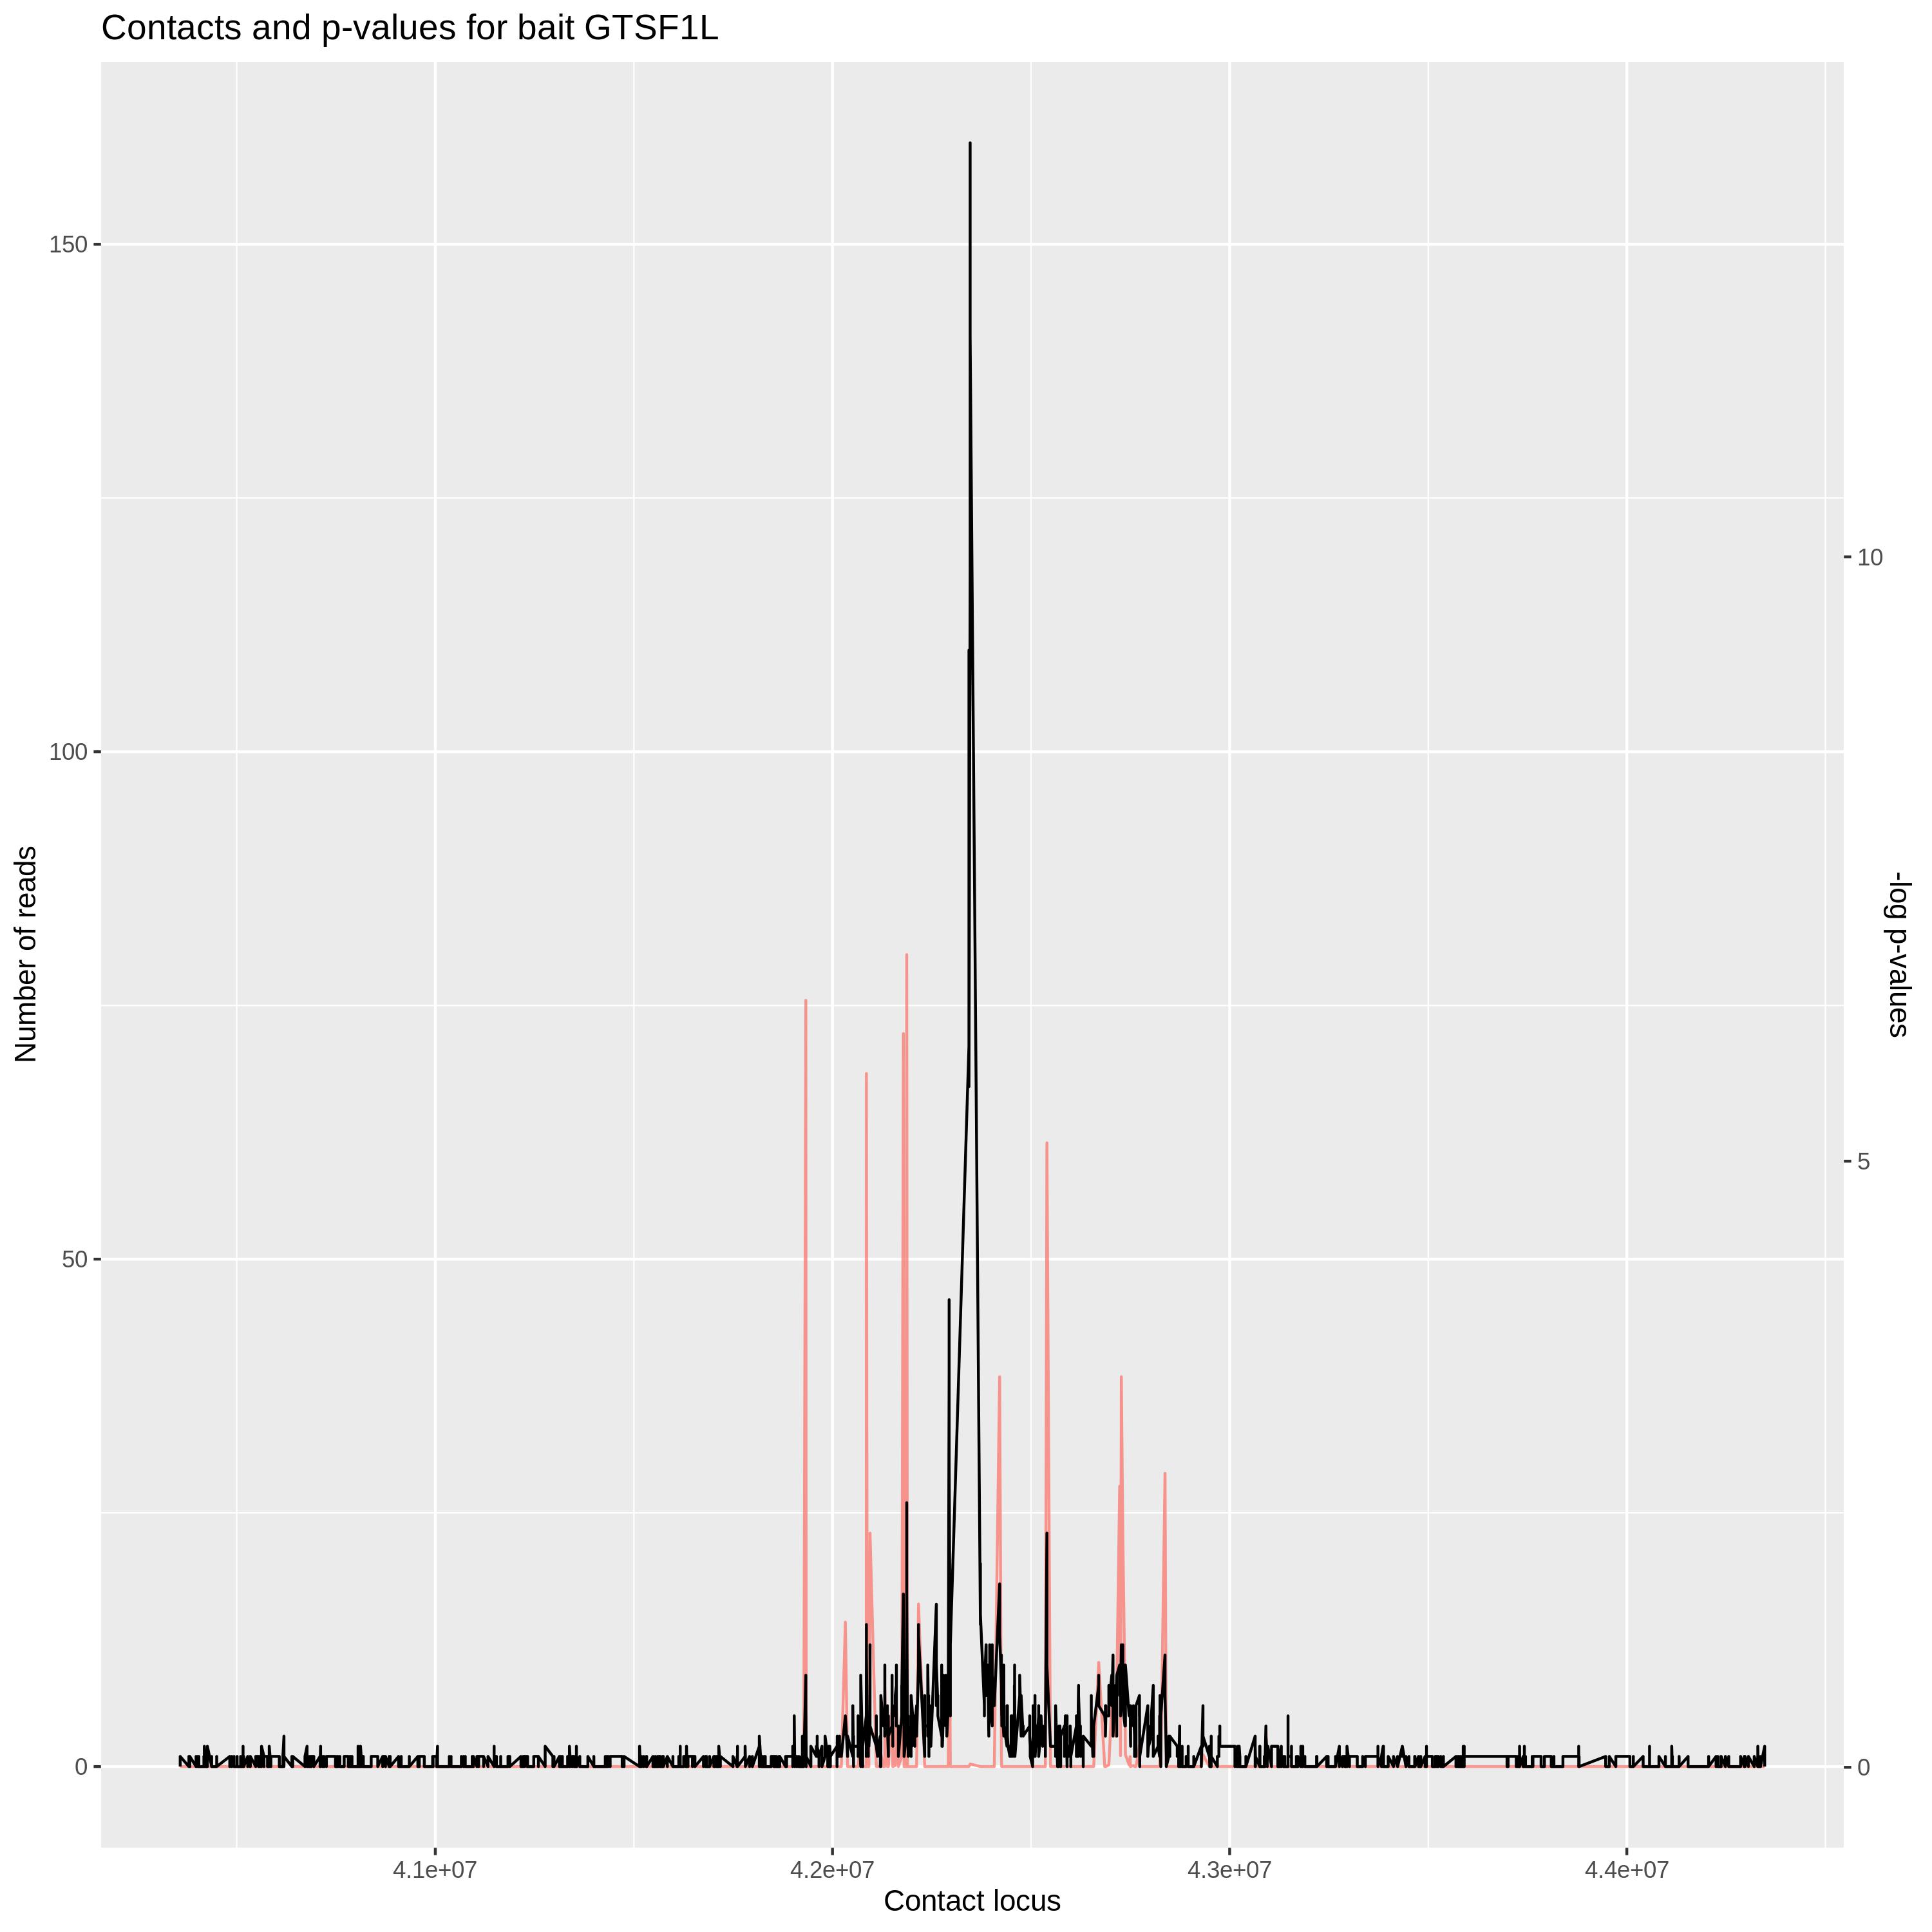 Contacts and p-values for bait GTSF1L
150
100
50
0
Number of reads
10
5
0
-log p-values
4.1e+07
4.2e+07
4.3e+07
4.4e+07
Contact locus